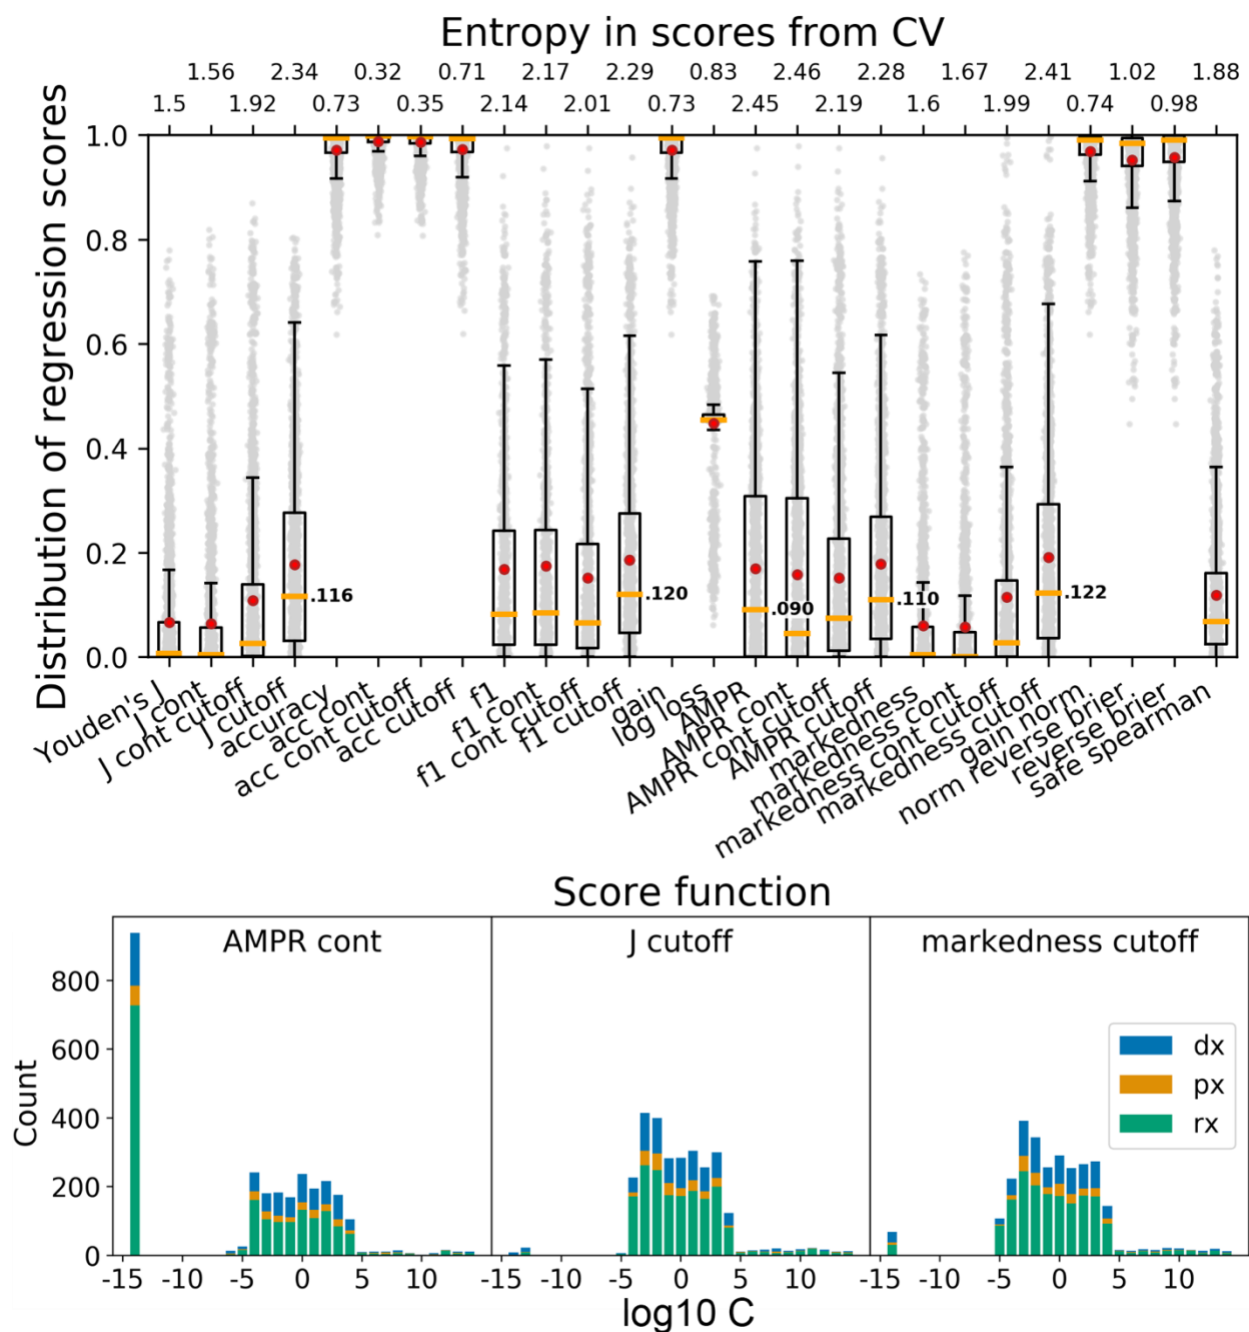 Entropy in scores from CV
1.56 2.34 0.32 0.71 2.17 2.29 0.83 2.46 2.28 1.67 2.41 1.02 1.88
1.5 1.92 0.73 0.35 2.14 2.01 0.73 2.45 2.19 1.6 1.99 0.74 0.98
Distribution of regression scores
1.0
0.8
0.6
0.4
0.2
0.0
.116
.120
.090
.110
.122
Youden's J
J cont
J cont cutoff
J cutoff
accuracy
acc cont
acc cont cutoff
acc cutoff
f1
f1 cont
f1 cont cutoff
f1 cutoff
gain
log loss
AMPR
AMPR cont
AMPR cont cutoff
AMPR cutoff
markedness
markedness cont
markedness cont cutoff
markedness cutoff
gain norm.
norm reverse brier.
reverse brier
safe spearman
Score function
AMPR cont
J cutoff
markedness cutoff
Count
800
600
400
200
0
dx
px
rx
-15 -10 -5 0 5 10 -15 -10 -5 0 5 10 -15 -10 -5 0 5 10
log10 C